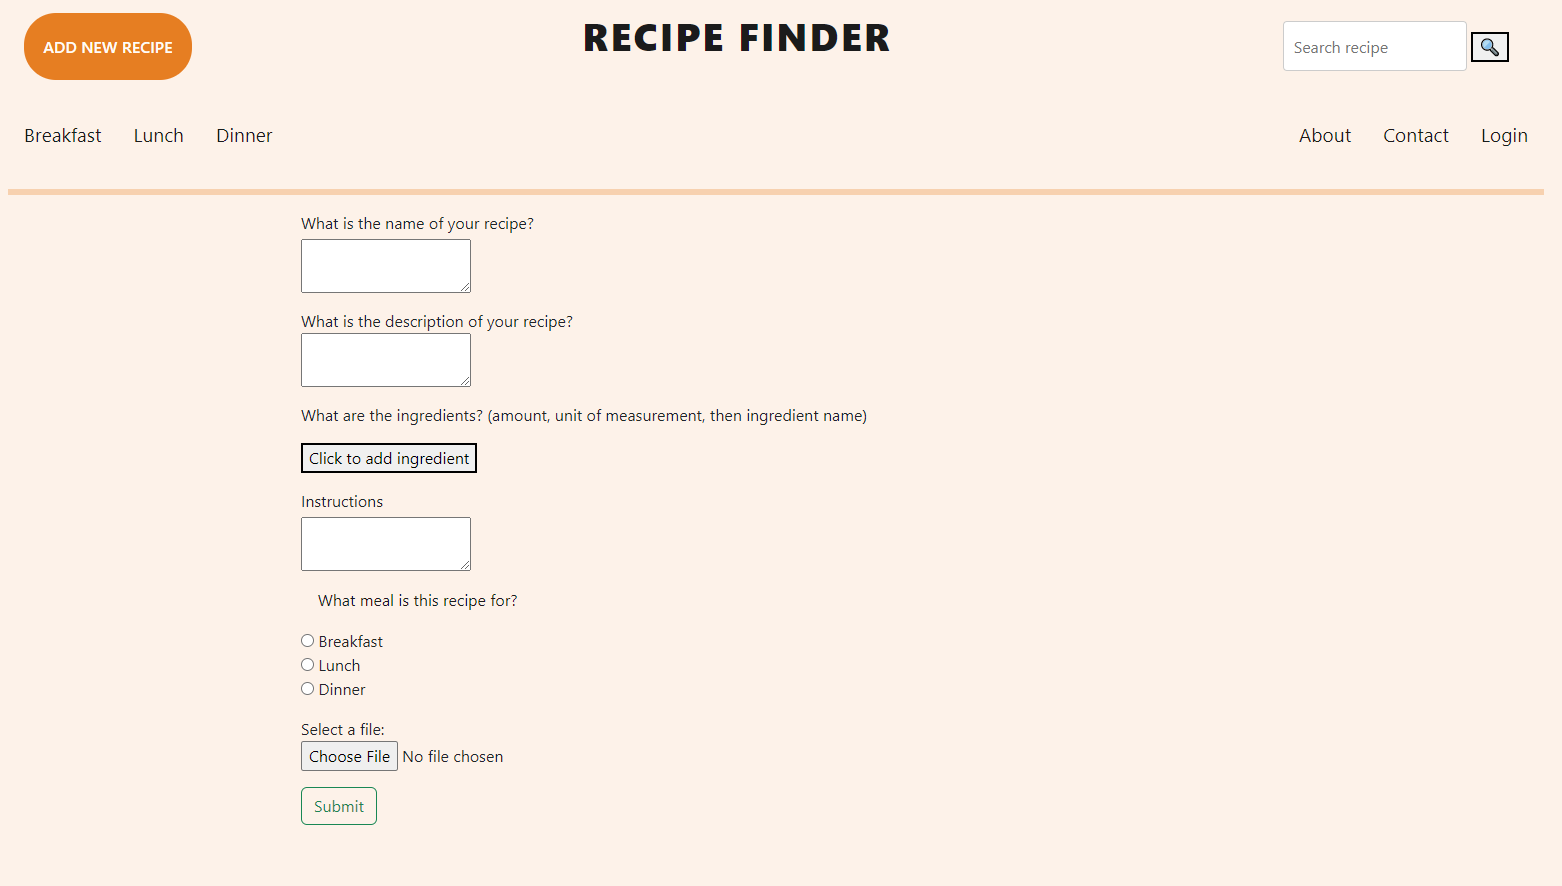 ADD NEW RECIPE
RECIPE FINDER
Search recipe
Breakfast Lunch Dinner
About Contact Login
What is the name of your recipe?
What is the description of your recipe?
What are the ingredients? (amount, unit of measurement, then ingredient name)
Click to add ingredient
Instructions
What meal is this recipe for?
Breakfast
Lunch
Dinner
Select a file:
Choose File No file chosen
Submit